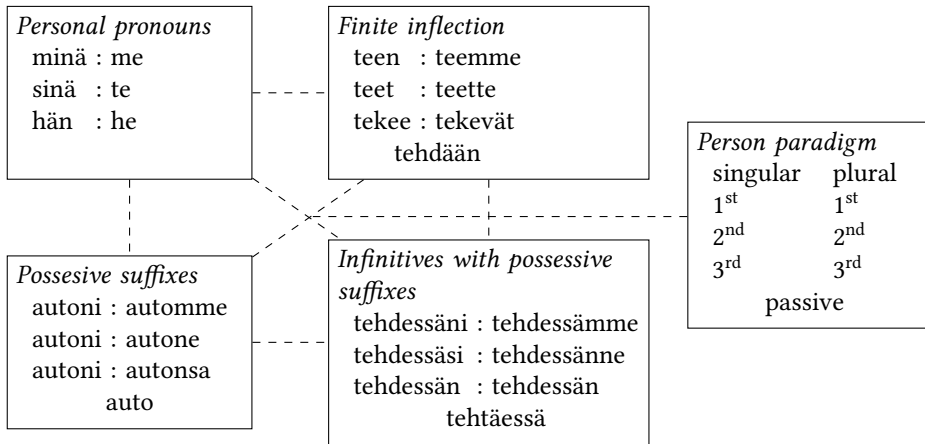 Personal pronouns
minä : me
sinä : te
hän : he
Finite inflection
teen : teemme
teet : teette
tekee : tekevät
tehdään
Person paradigm
singular plural
1st 1st
2nd 2nd
3rd 3rd
passive
Possesive suffixes
autoni : automme
autoni : autone
autoni : autonsa
auto
Infinitives with possessive
suffixes
tehdessäni : tehdessämme
tehdessäsi : tehdessänne
tehdessän : tehdessän
tehtäessä